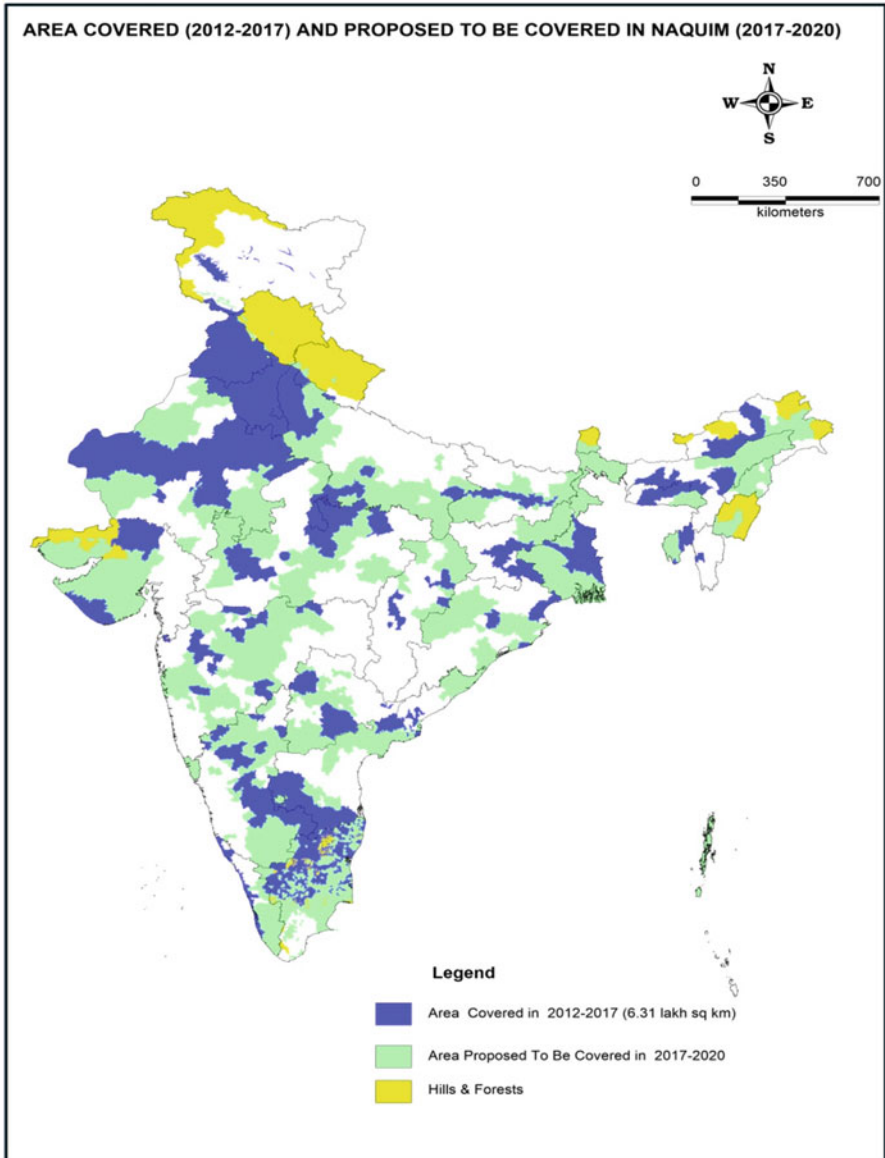 AREA COVERED (2012-2017) AND PROPOSED TO BE COVERED IN NAQUIM (2017-2020)
N
W E
S
0 350 700
kilometers
Legend
Area Covered in 2012-2017 (6.31 lakh sq km)
Area Proposed To Be Covered in 2017-2020
Hills & Forests